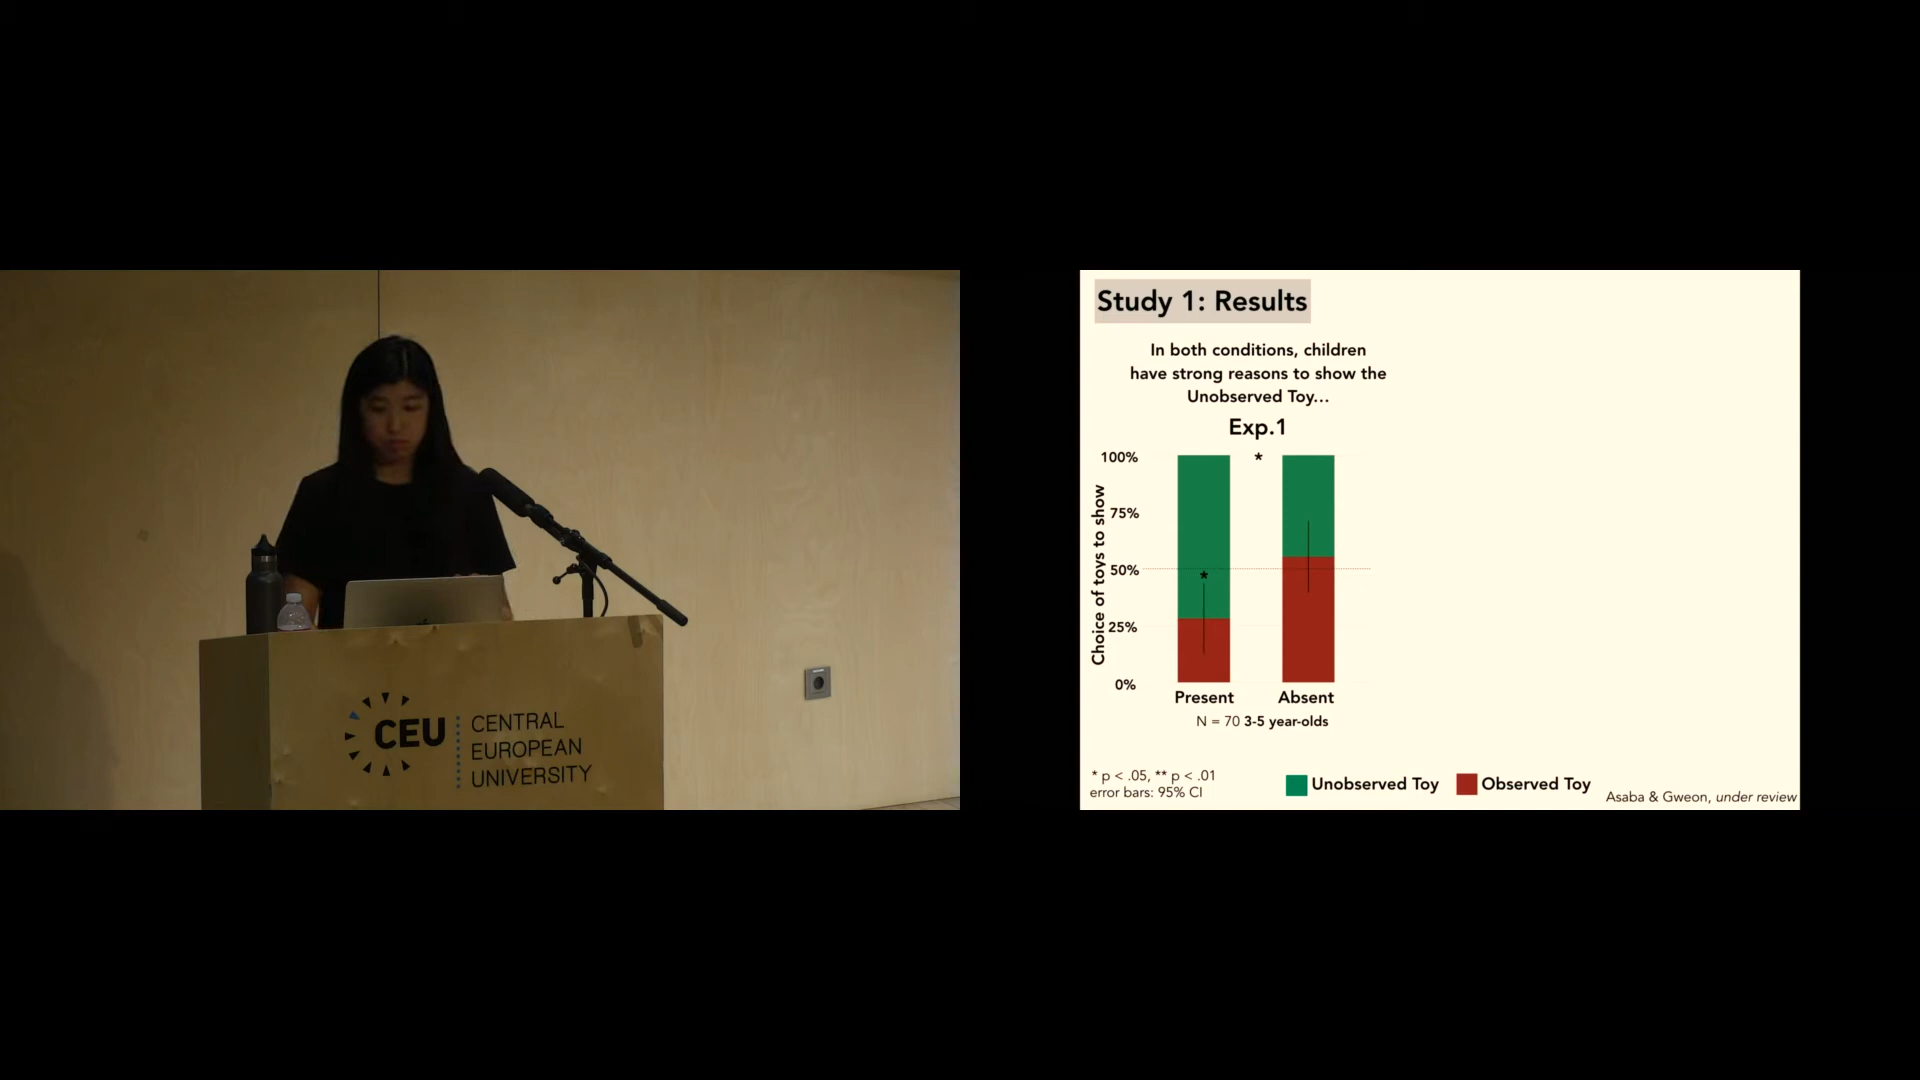 CEU
CENTRAL
EUROPEAN
UNIVERSITY
Study 1: Results
In both conditions, children
have strong reasons to show the
Unobserved Toy...
Exp.1
Choice of toys to show
100%
*
75%
50%
*
25%
0%
Present Absent
N = 70 3-5 year-olds
* p < .05, ** p < .01
error bars: 95% CI
Unobserved Toy Observed Toy
Asaba & Gweon, under review